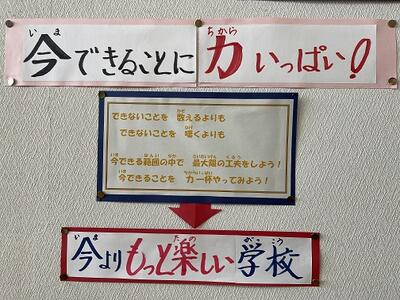 今できることに 力いっぱい！
できないことを 数えるよりも
できないことを 嘆くよりも
今できる範囲の中で 最大限の工夫をしよう！
今できることを 力一杯やってみよう！
今よりもっと楽しい学校